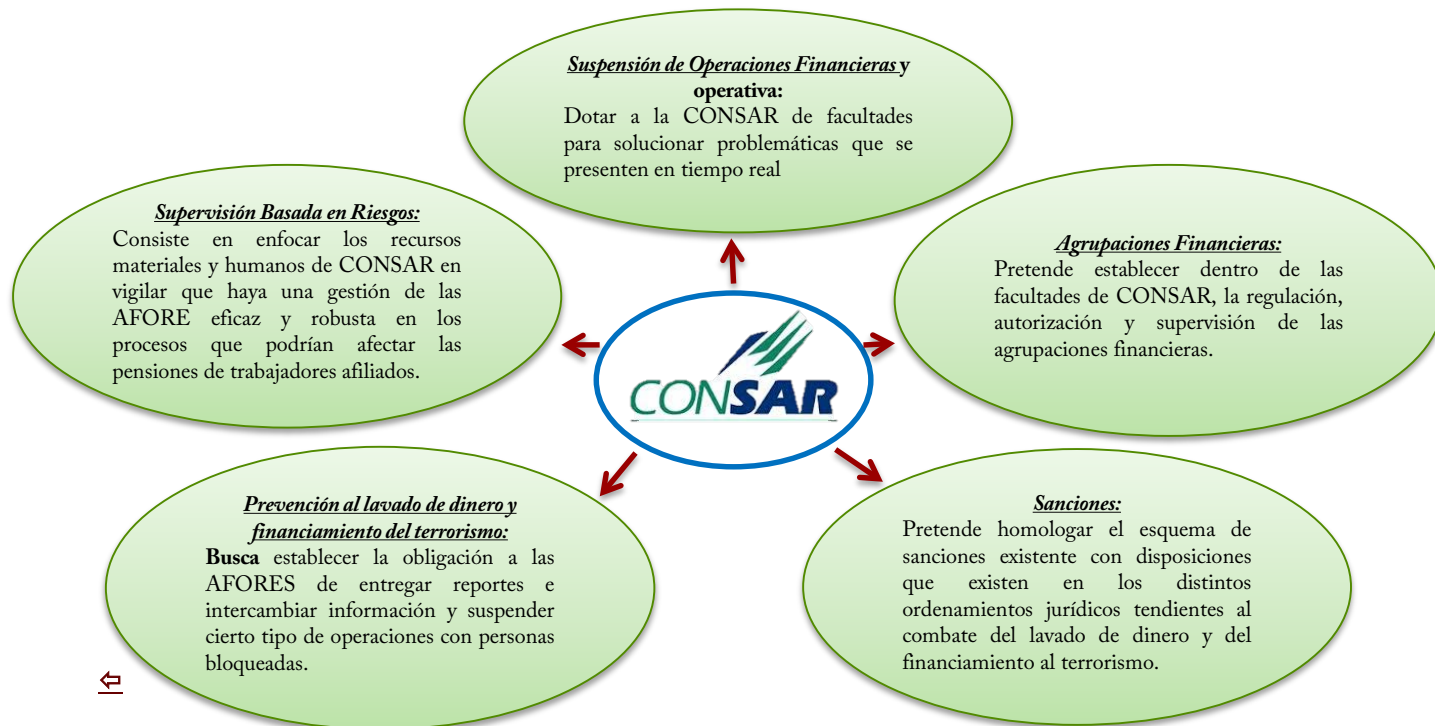 Suspensión de Operaciones Financieras y
operativa:
Dotar a la CONSAR de facultades
para solucionar problemáticas que se
presenten en tiempo real
Supervisión Basada en Riesgos:
Consiste en enfocar los recursos
materiales y humanos de CONSAR en
vigilar que haya una gestión de las
AFORE eficaz y robusta en los
procesos que podrían afectar las
pensiones de trabajadores afiliados.
Agrupaciones Financieras:
Pretende establecer dentro de las
facultades de CONSAR, la regulación,
autorización y supervisión de las
agrupaciones financieras.
CONSAR
Prevención al lavado de dinero y
financiamiento del terrorismo:
Busca establecer la obligación a las
AFORES de entregar reportes e
intercambiar información y suspender
cierto tipo de operaciones con personas
bloqueadas.
Sanciones:
Pretende homologar el esquema de
sanciones existente con disposiciones
que existen en los distintos
ordenamientos jurídicos tendientes al
combate del lavado de dinero y del
financiamiento al terrorismo.